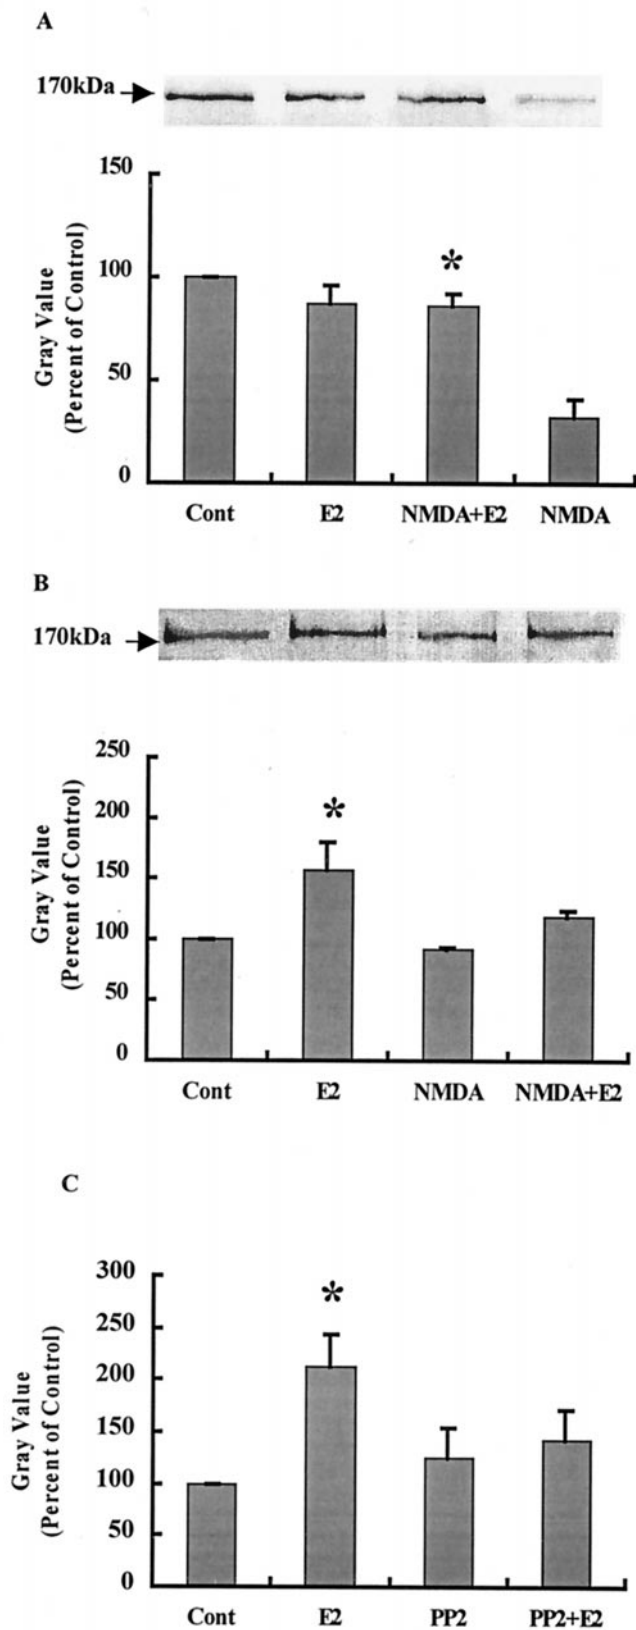 A
170kDa
150
100
50
0
Gray Value
(Percent of Control)
*
Cont E2 NMDA+E2 NMDA
B
170kDa
250
200
150
100
50
0
Gray Value
(Percent of Control)
*
Cont E2 NMDA NMDA+E2
C
300
250
200
150
100
50
0
Gray Value
(Percent of Control)
*
Cont E2 PP2 PP2+E2